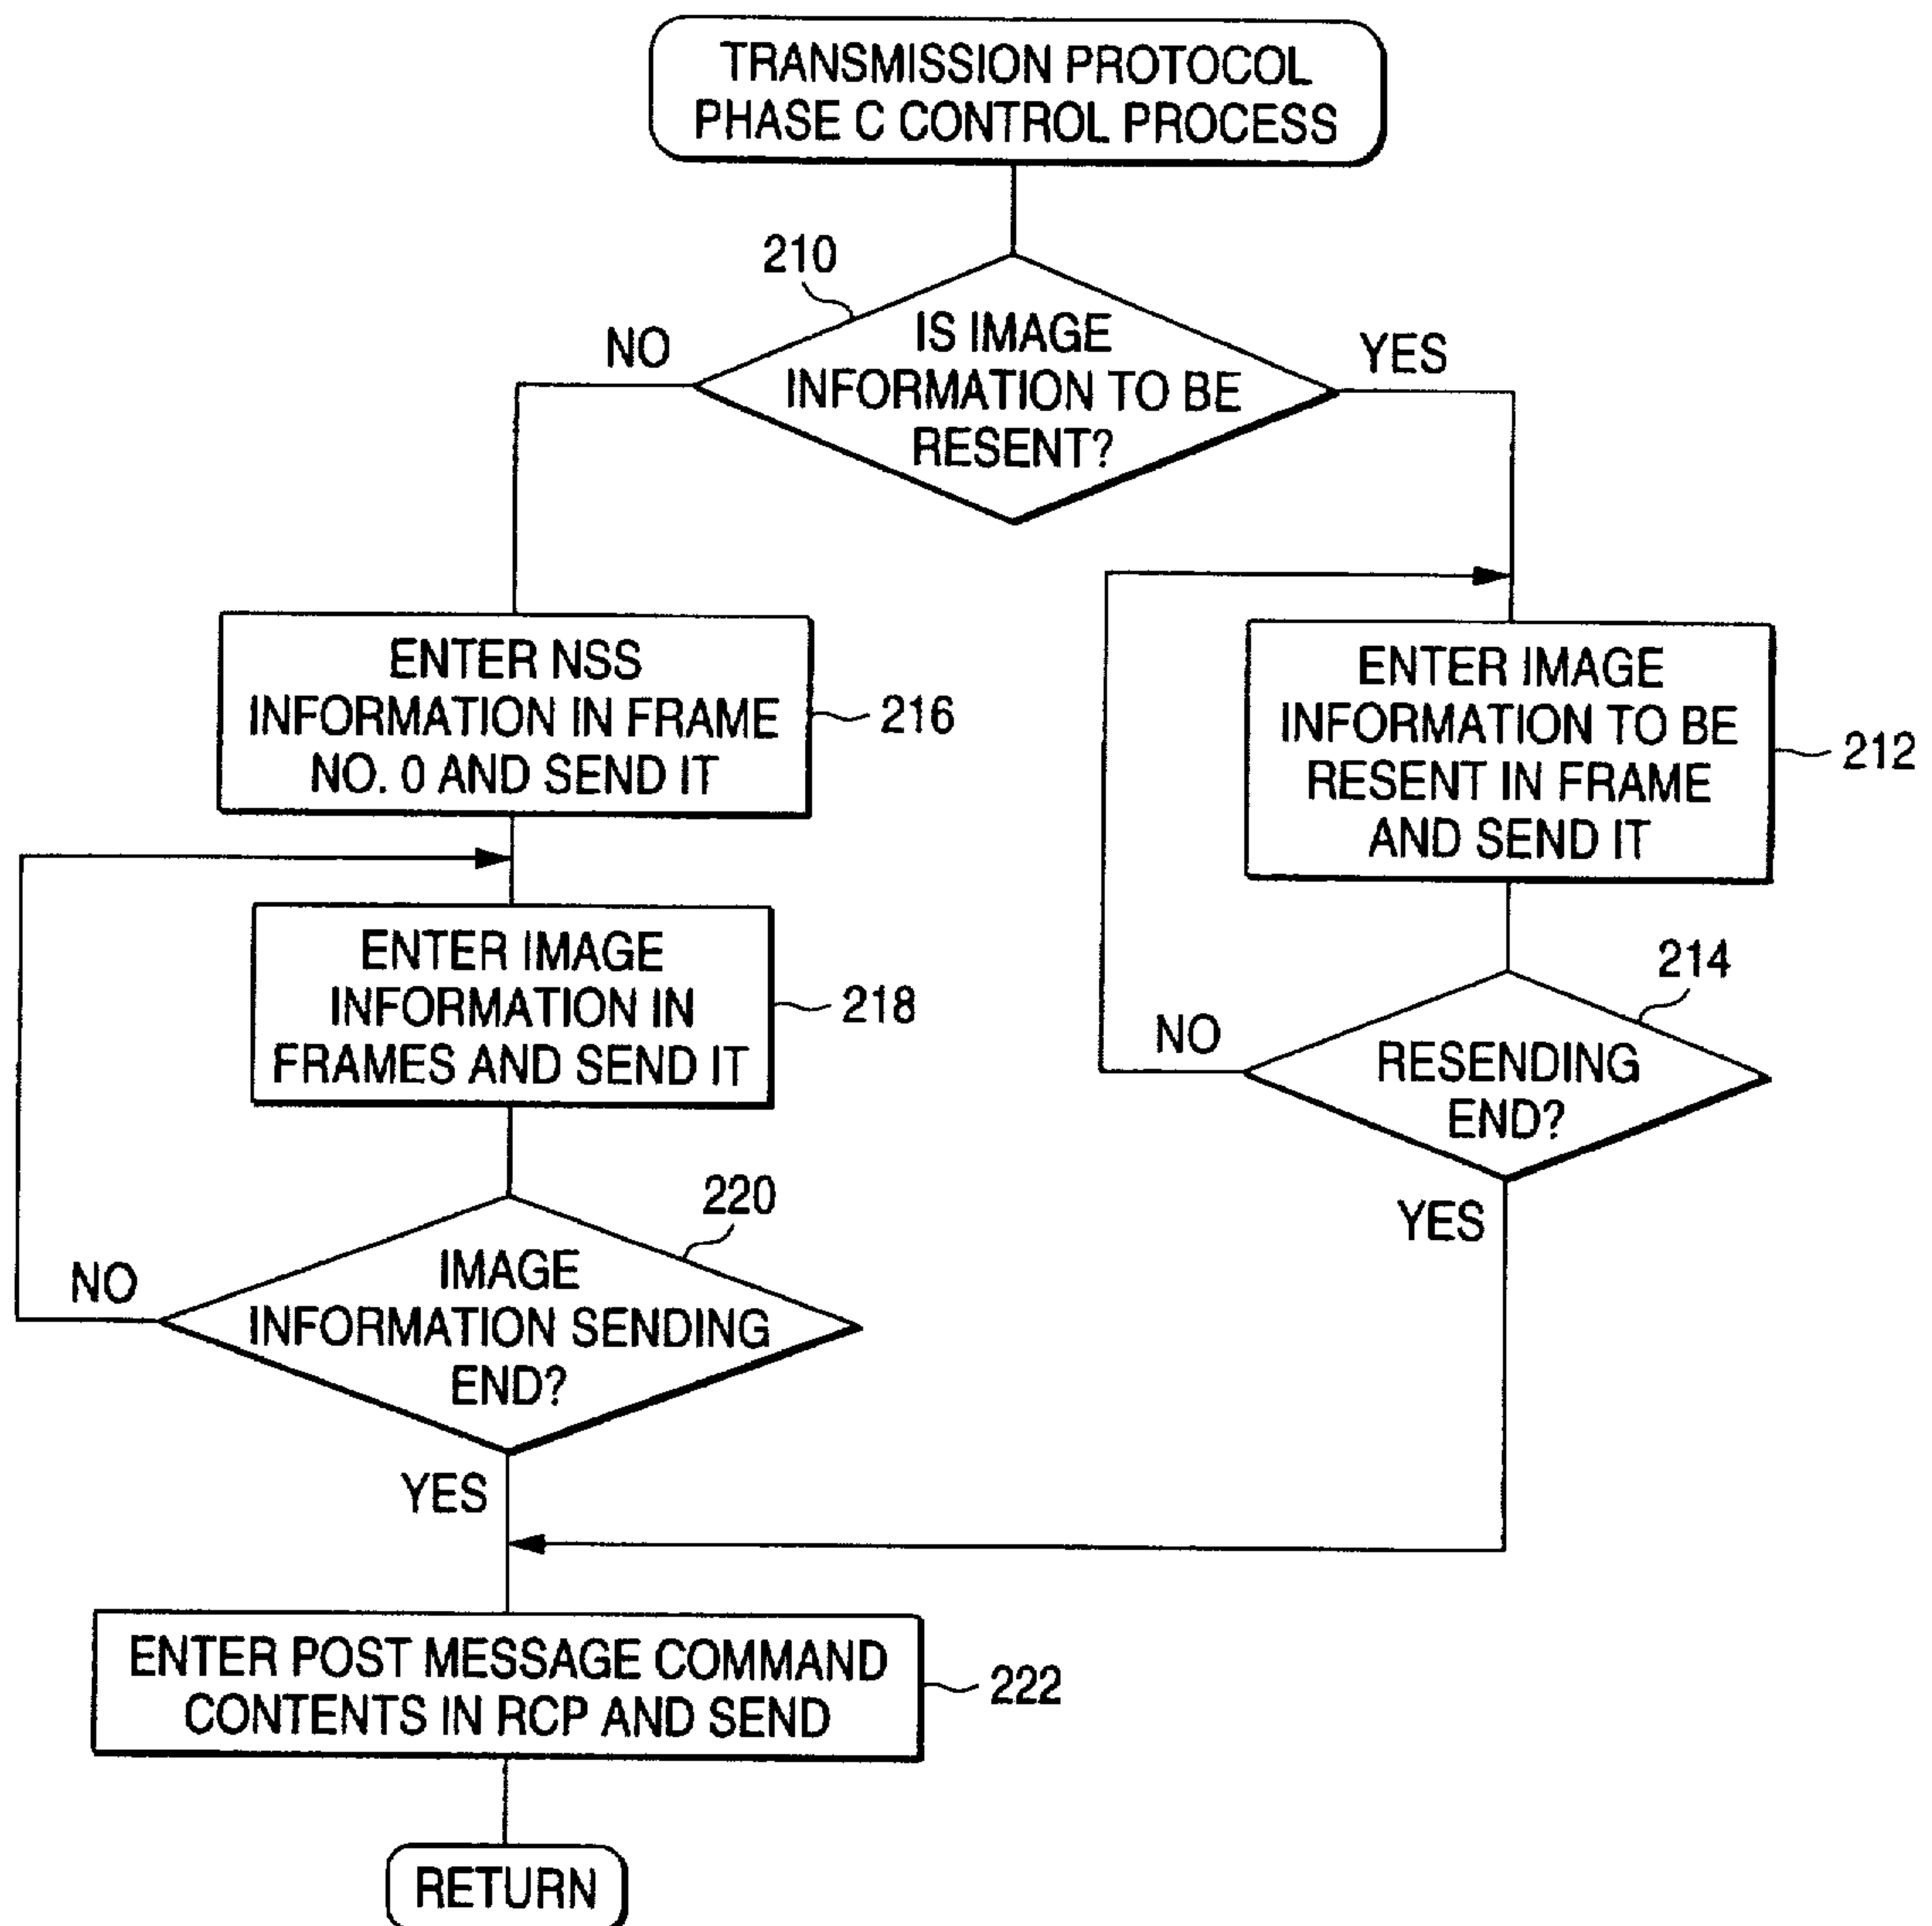 TRANSMISSION PROTOCOL
PHASE C CONTROL PROCESS
210
IS IMAGE
INFORMATION TO BE
RESENT?
NO
YES
ENTER NSS
INFORMATION IN FRAME
NO. 0 AND SEND IT
216
ENTER IMAGE
INFORMATION TO BE
RESENT IN FRAME
AND SEND IT
212
ENTER IMAGE
INFORMATION IN
FRAMES AND SEND IT
218
214
RESENDING
END?
NO
YES
220
IMAGE
INFORMATION SENDING
END?
NO
YES
ENTER POST MESSAGE COMMAND
CONTENTS IN RCP AND SEND
222
RETURN